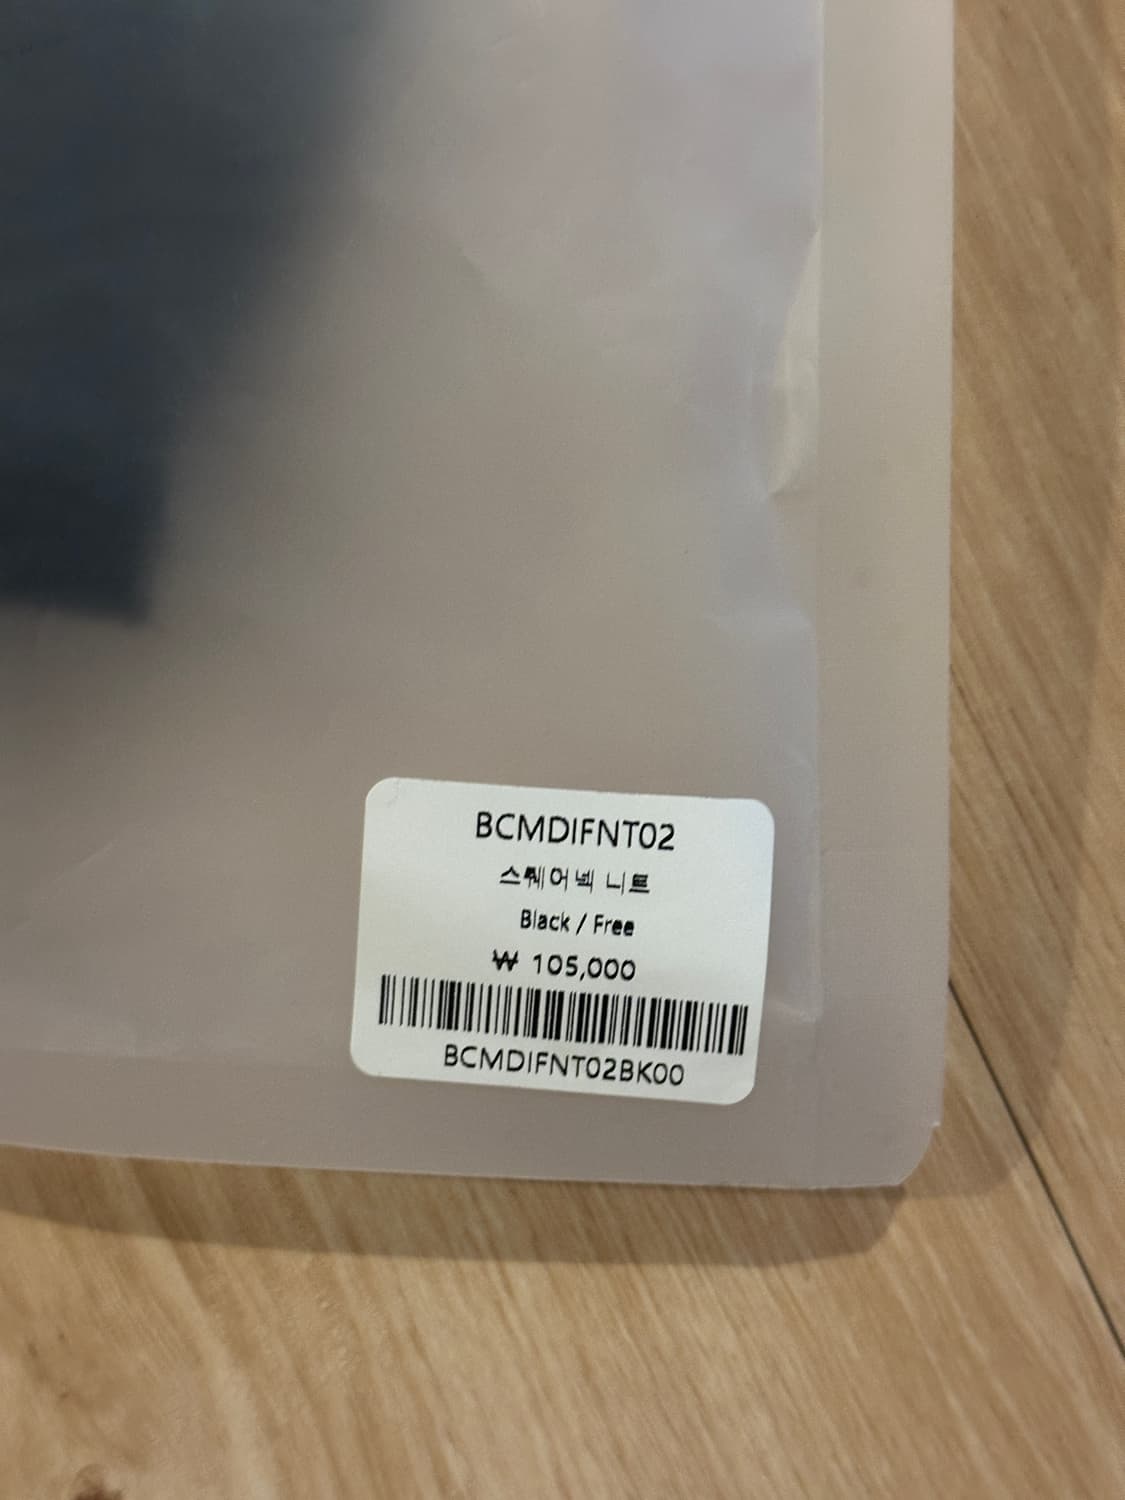 BCMDIFNT02
스퀘어넥 니트
Black / Free
₩ 105,000
BCMDIFNT02BK00